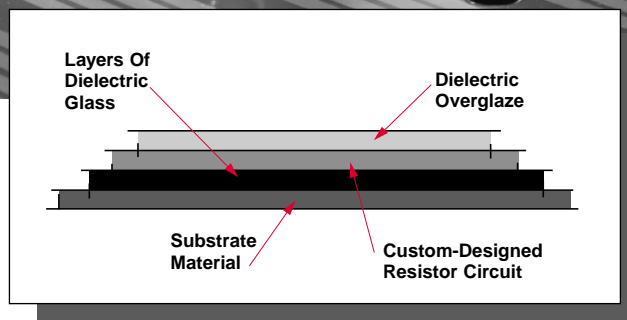 Layers Of
Dielectric
Glass
Dielectric
Overglaze
Substrate
Material
Custom-Designed
Resistor Circuit